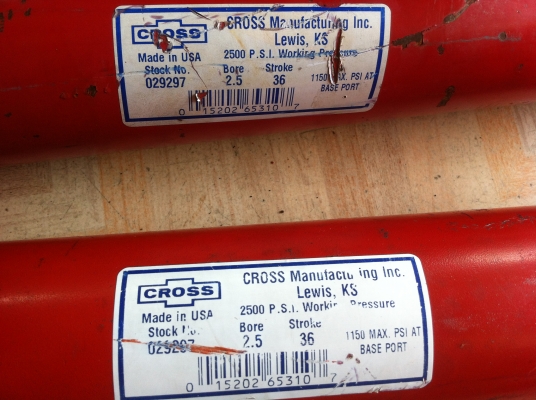 CROSS
CROSS Manufacturing Inc.
Lewis, KS
Made in USA
2500 P.S.I. Working Pressure
Stock No.
Bore Stroke
029297
2.5 36
1150 MAX. PSI AT
BASE PORT
0 15202 65310 7
CROSS
CROSS Manufacturing Inc.
Lewis, KS
Made in USA
2500 P.S.I. Working Pressure
Stock No.
Bore Stroke
029297
2.5 36
1150 MAX. PSI AT
BASE PORT
0 15202 65310 7